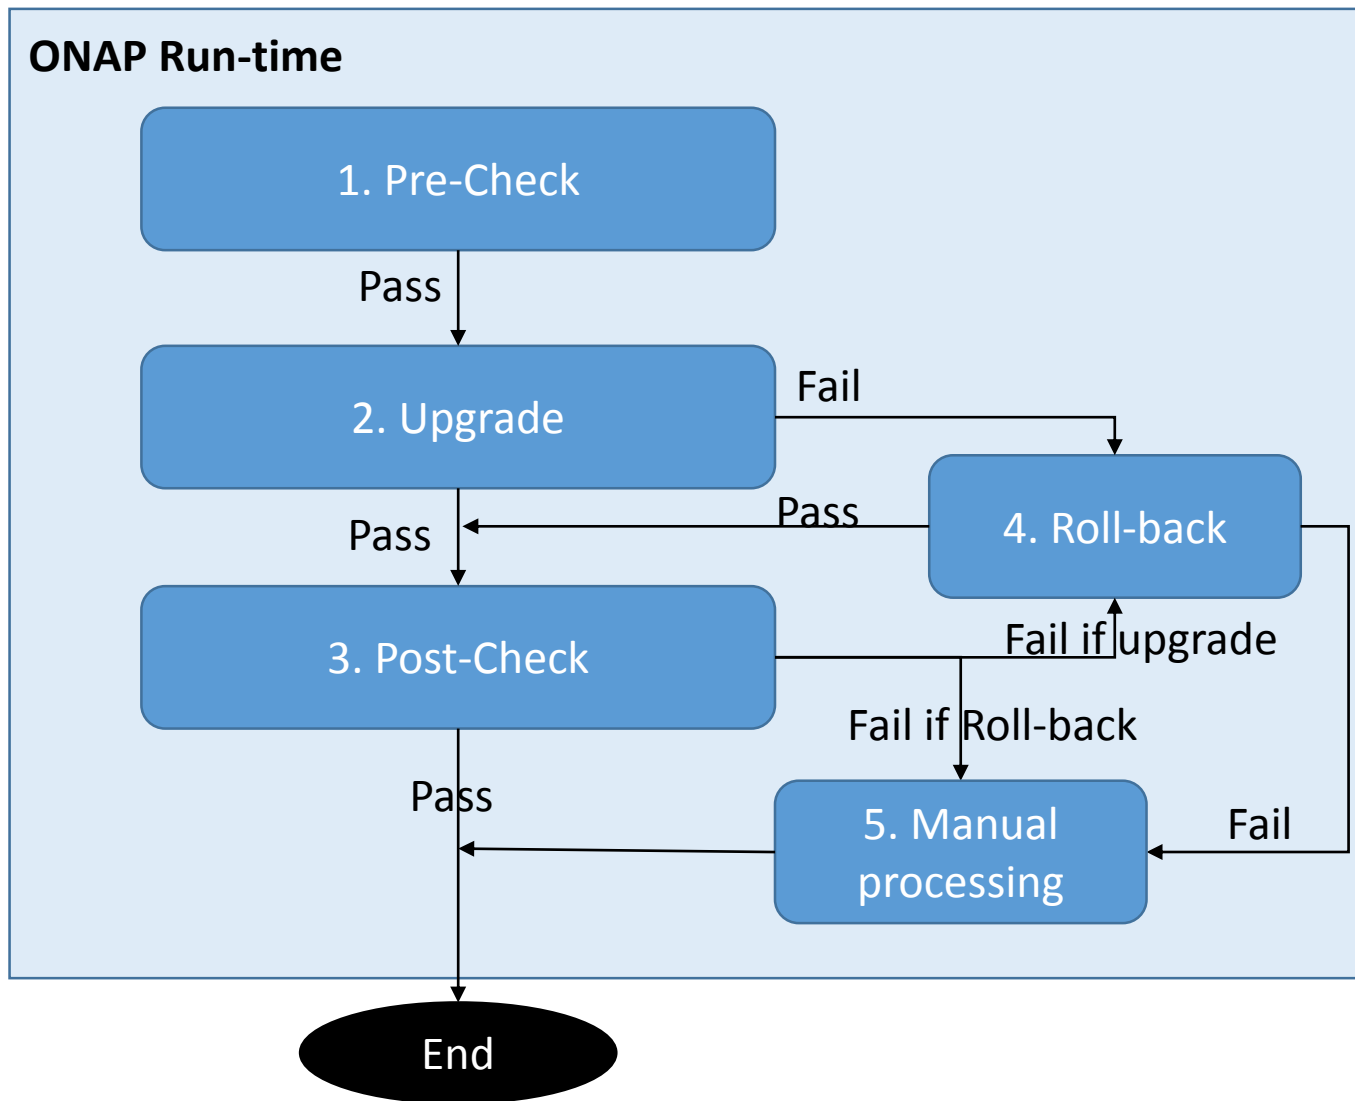 ONAP Run-time
1. Pre-Check
Pass
2. Upgrade
Fail
Pass
Pass
4. Roll-back
3. Post-Check
Fail if upgrade
Fail if Roll-back
Pass
5. Manual
processing
Fail
End